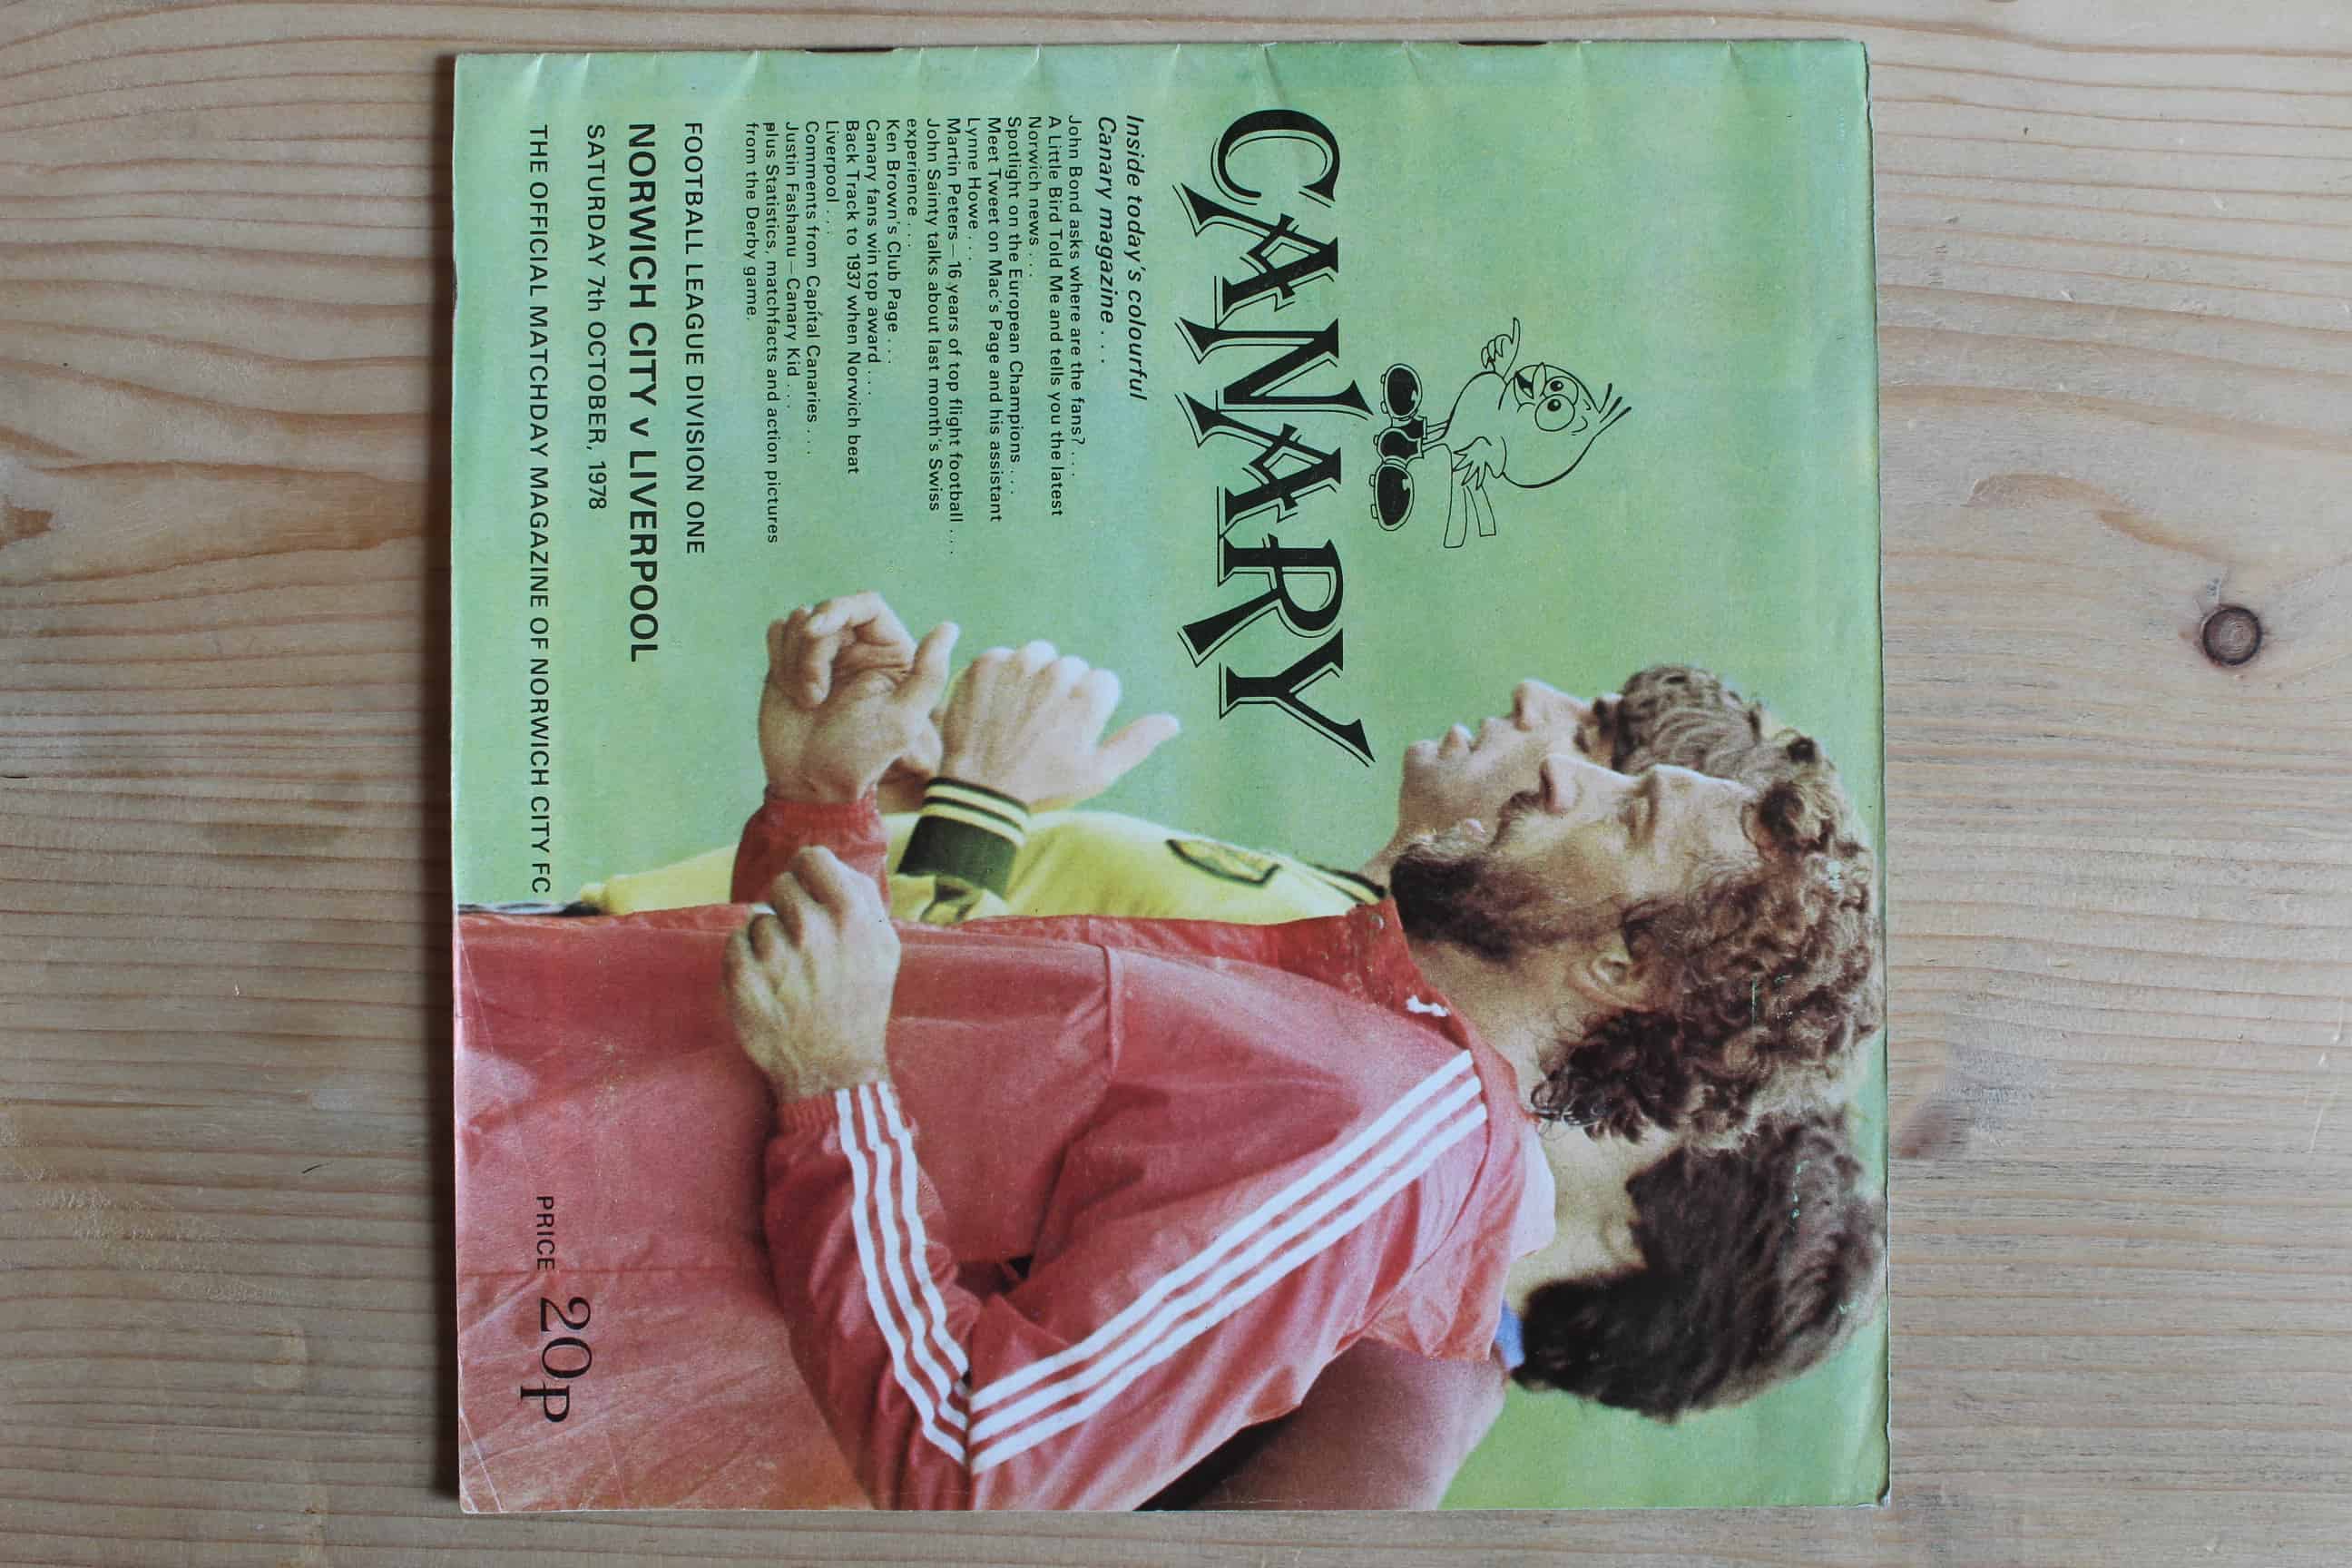 CANARY
Inside today's colourful
Canary magazine . . .
John Bond asks where are the fans? . . .
A Little Bird Told Me and tells you the latest
Norwich news . . .
Spotlight on the European Champions . . .
Meet Tweet on Mac's Page and his assistant
Lynne Howe . . .
Martin Peters—16 years of top flight football . . .
John Sainty talks about last month's Swiss
experience . . .
Ken Brown's Club Page . . .
Canary fans win top award . . .
Back Track to 1937 when Norwich beat
Liverpool . . .
Comments from Capital Canaries . . .
Justin Fashanu—Canary Kid . . .
plus Statistics, matchfacts and action pictures
from the Derby game.
FOOTBALL LEAGUE DIVISION ONE
NORWICH CITY v LIVERPOOL
SATURDAY 7th OCTOBER, 1978
THE OFFICIAL MATCHDAY MAGAZINE OF NORWICH CITY FC
PRICE 20p